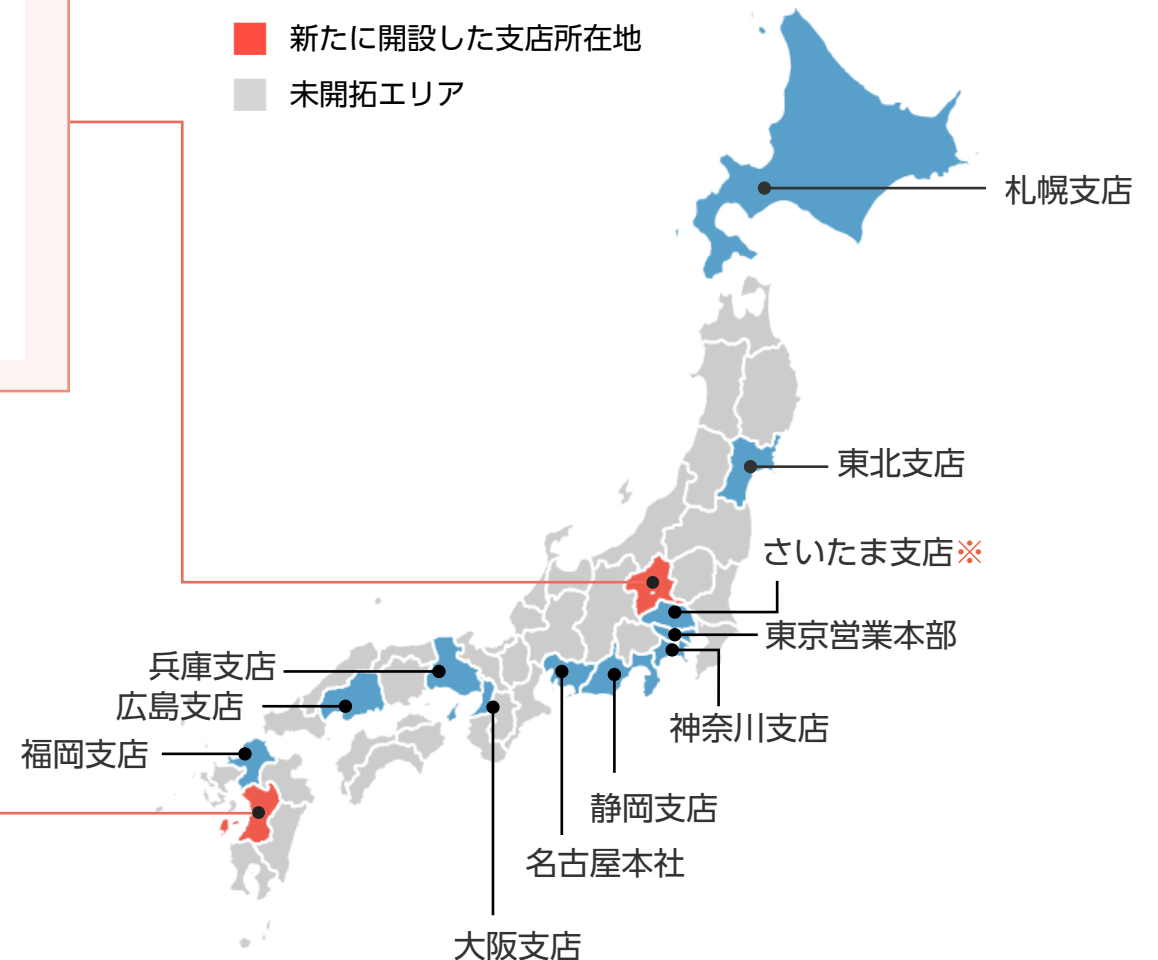 新たに開設した支店所在地
未開拓エリア
札幌支店
東北支店
さいたま支店※
東京営業本部
兵庫支店
広島支店
神奈川支店
福岡支店
静岡支店
名古屋本社
大阪支店